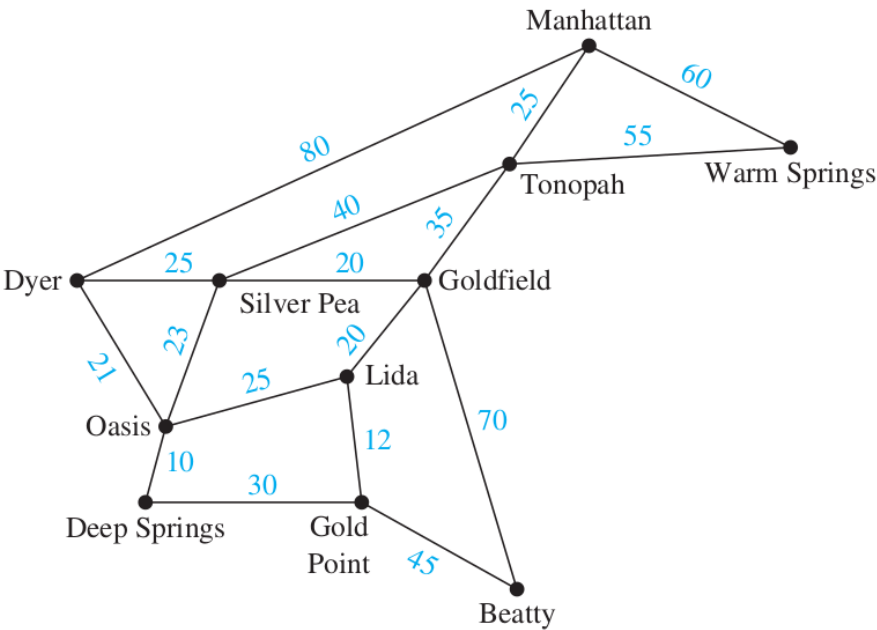 Manhattan
60
25
55
80
Warm Springs
Tonopah
40
35
25
20
Dyer
Goldfield
Silver Pea
23
20
21
25
Lida
Oasis
70
12
10
30
Deep Springs
Gold
Point
45
Beatty